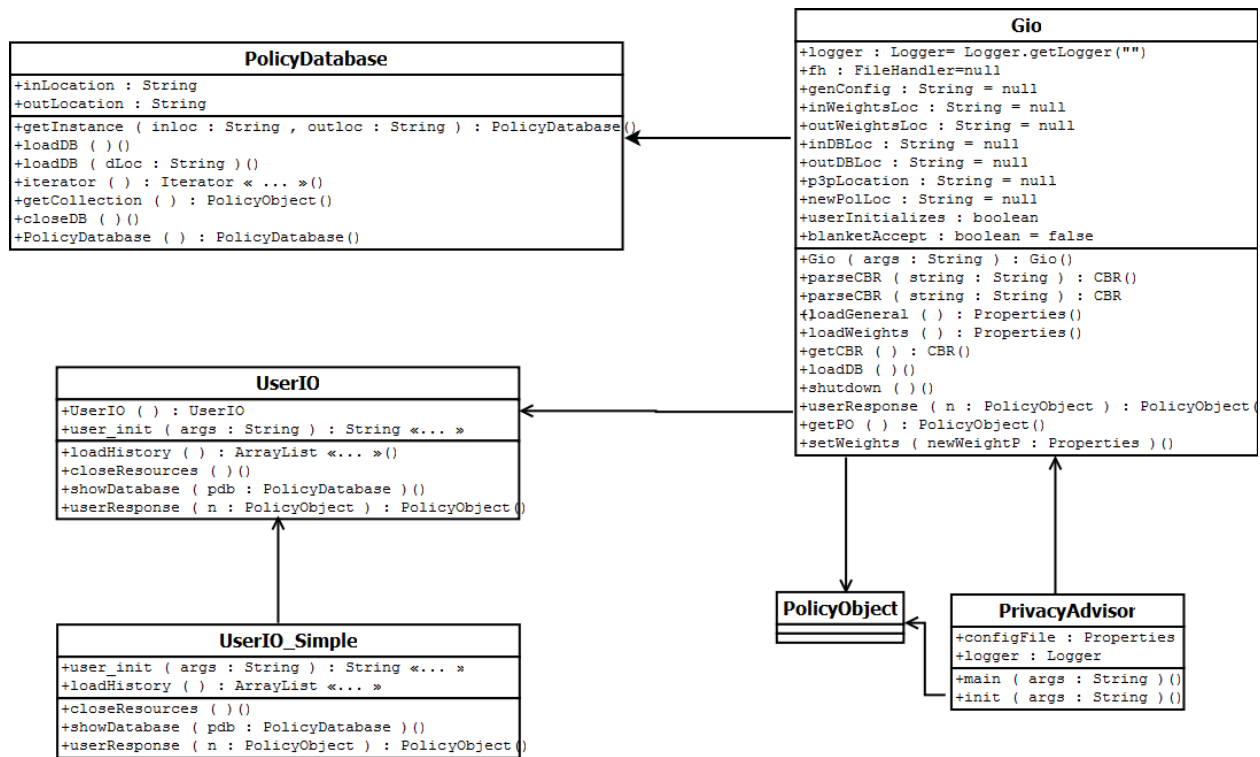 PolicyDatabase
+inLocation : String
+outLocation : String
+getInstance ( inloc : String , outloc : String ) : PolicyDatabase()
+loadDB ( )()
+loadDB ( dLoc : String )()
+iterator ( ) : Iterator « ... »()
+getCollection ( ) : PolicyObject()
+closeDB ( )()
+PolicyDatabase ( ) : PolicyDatabase()
Gio
+logger : Logger= Logger.getLogger("")
+fh : FileHandler=null
+genConfig : String = null
+inWeightsLoc : String = null
+outWeightsLoc : String = null
+inDBLoc : String = null
+outDBLoc : String = null
+p3pLocation : String = null
+newPolLoc : String = null
+userInitializes : boolean
+blanketAccept : boolean = false
+Gio ( args : String ) : Gio()
+parseCBR ( string : String ) : CBR()
+parseCBR ( string : String ) : CBR
+loadGeneral ( ) : Properties()
+loadWeights ( ) : Properties()
+getCBR ( ) : CBR()
+loadDB ( )()
+shutdown ( )()
+userResponse ( n : PolicyObject ) : PolicyObject(
+getPO ( ) : PolicyObject()
+setWeights ( newWeightP : Properties )()
UserIO
+UserIO ( ) : UserIO
+user_init ( args : String ) : String «... »
+loadHistory ( ) : ArrayList «... »()
+closeResources ( )()
+showDatabase ( pdb : PolicyDatabase )()
+userResponse ( n : PolicyObject ) : PolicyObject()
UserIO_Simple
+user_init ( args : String ) : String «... »
+loadHistory ( ) : ArrayList «... »
+closeResources ( )()
+showDatabase ( pdb : PolicyDatabase )()
+userResponse ( n : PolicyObject ) : PolicyObject()
PolicyObject
PrivacyAdvisor
+configFile : Properties
+logger : Logger
+main ( args : String )()
+init ( args : String )()